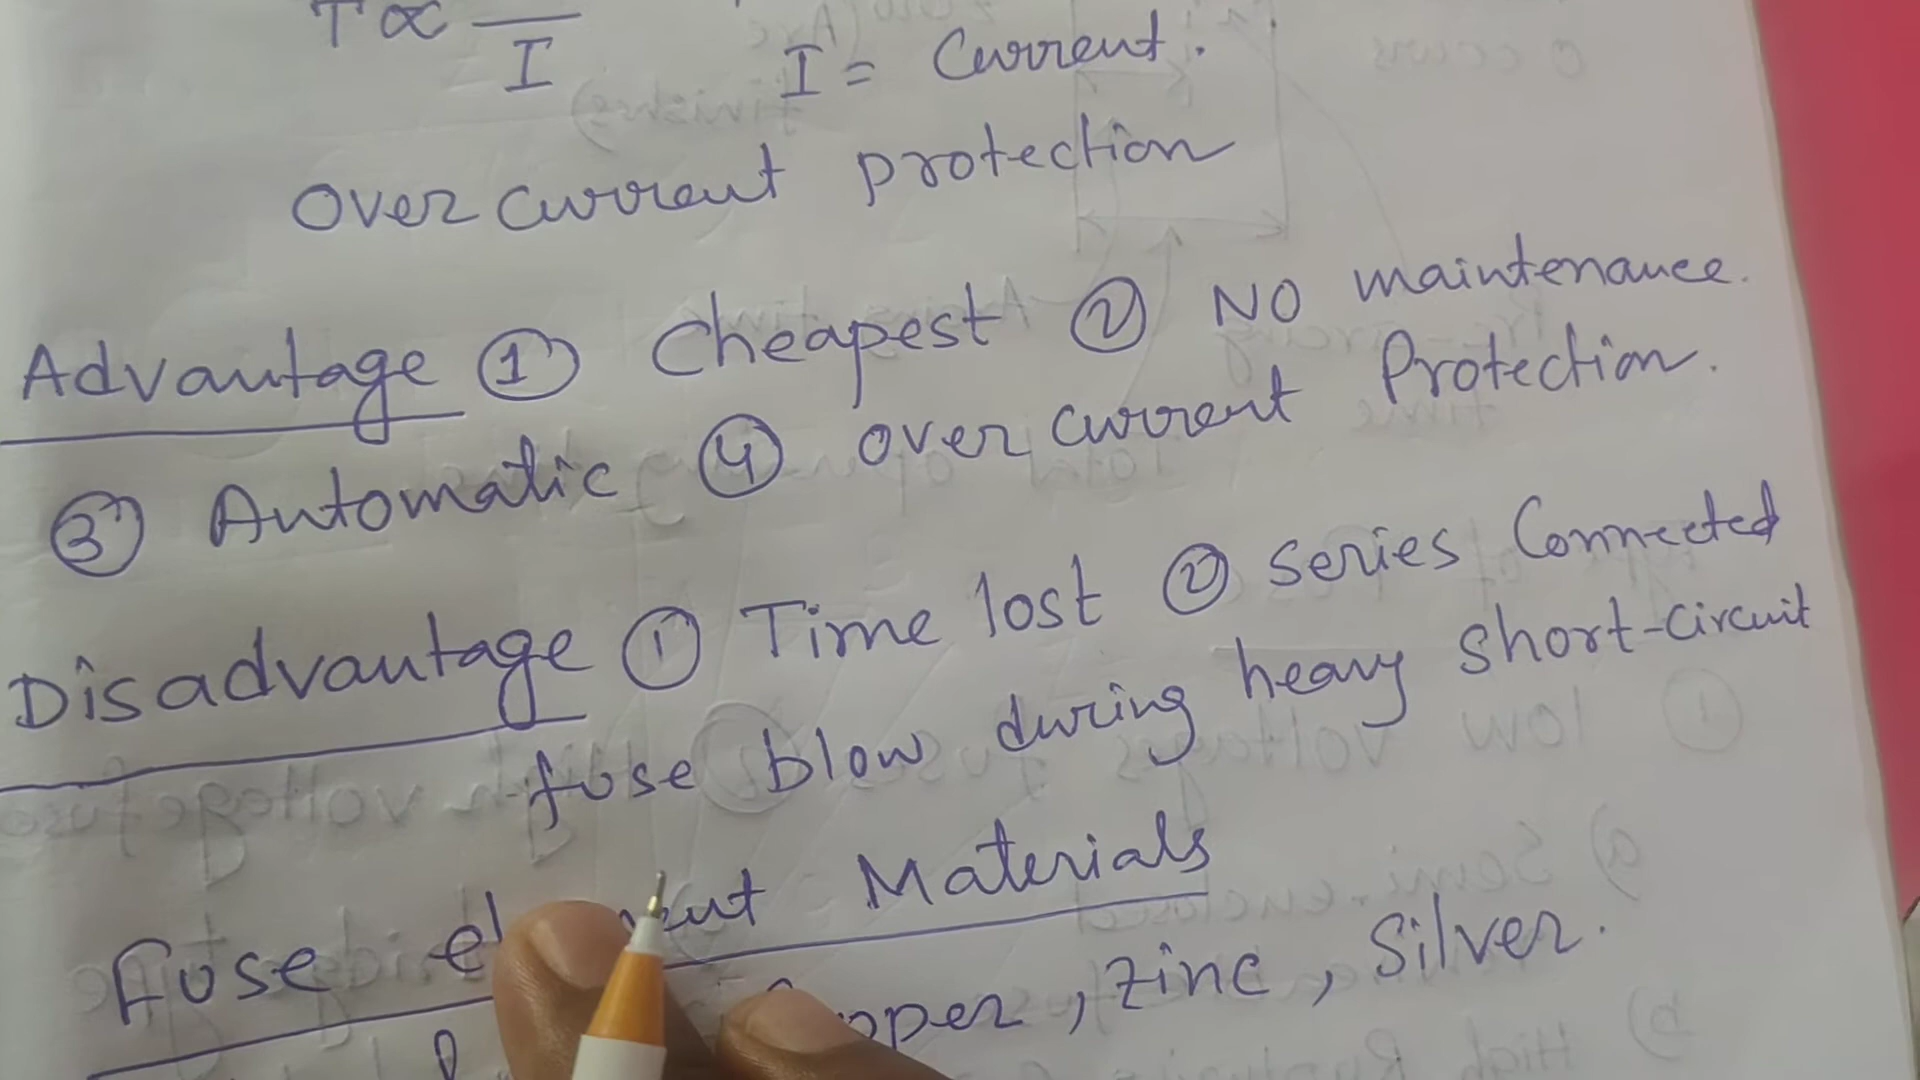 T ∝ — / I    I = Current.
Over current protection
Advantage ① Cheapest ② NO maintenance.
③ Automatic ④ over current Protection.
Disadvantage ① Time lost ② series Connected
fuse blow during heavy short-circuit
Fuse Materials
, zinc, Silver.